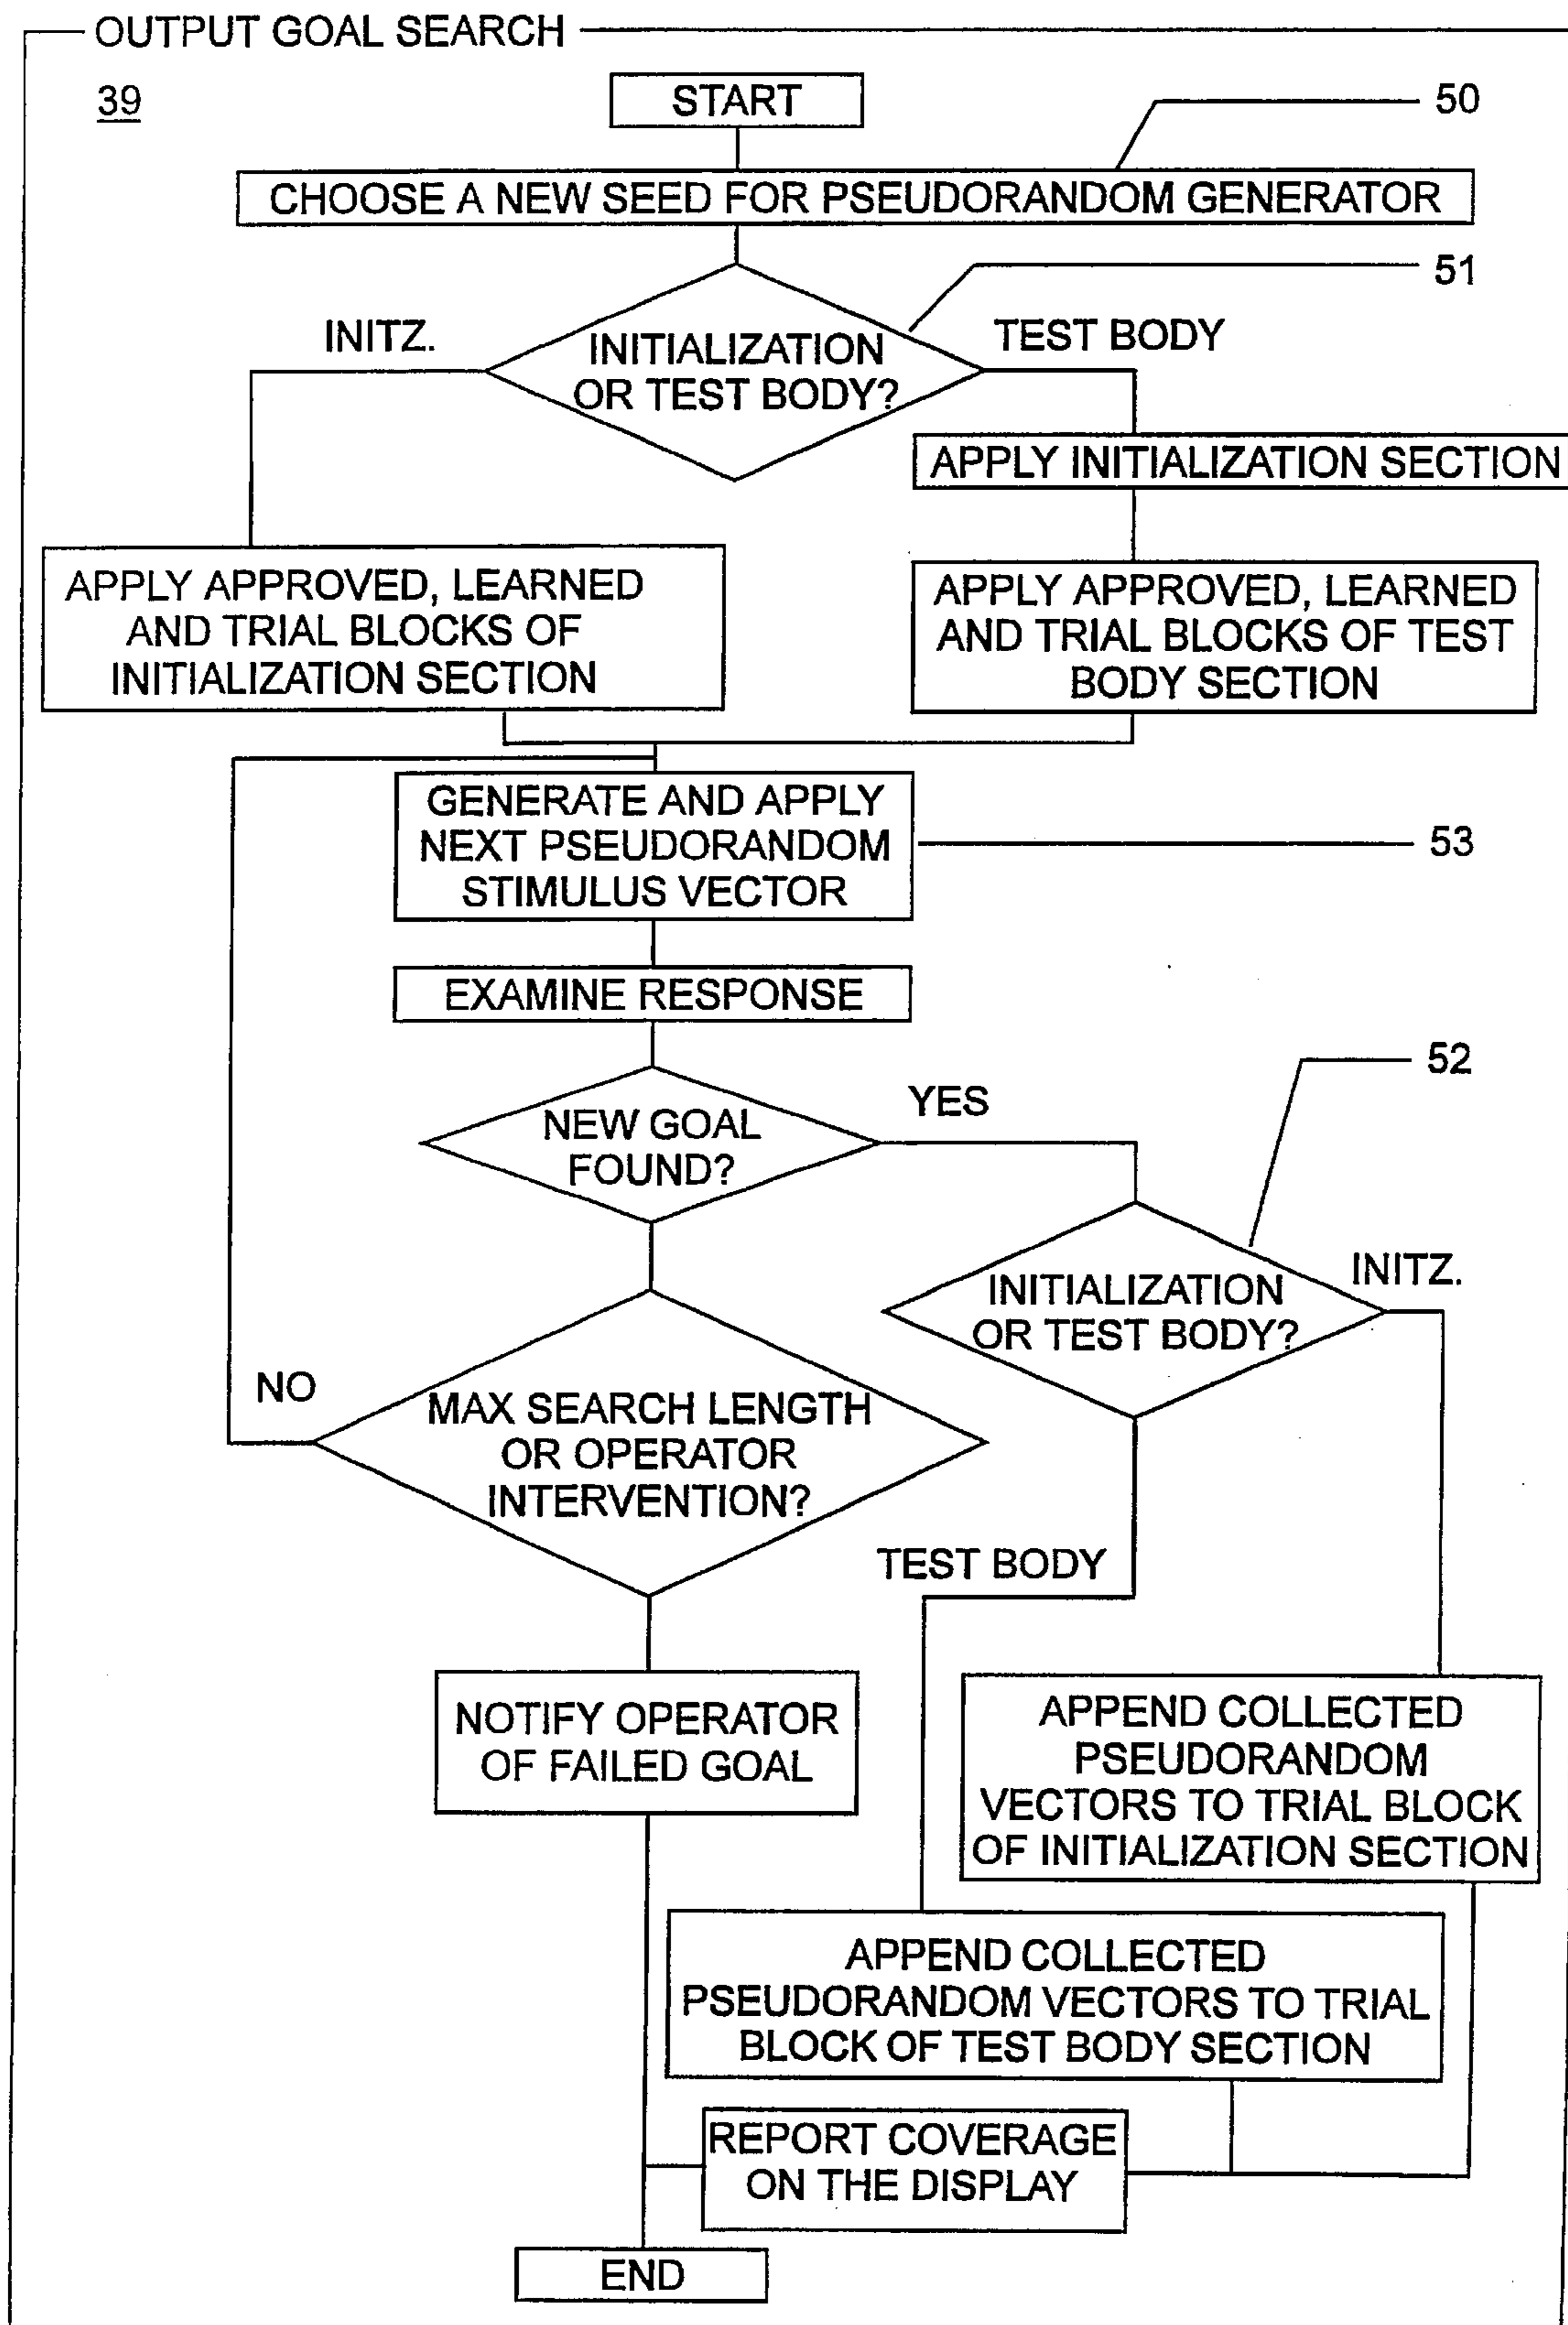 OUTPUT GOAL SEARCH
39
START
50
CHOOSE A NEW SEED FOR PSEUDORANDOM GENERATOR
51
INITZ.
TEST BODY
INITIALIZATION
OR TEST BODY?
APPLY INITIALIZATION SECTION
APPLY APPROVED, LEARNED
AND TRIAL BLOCKS OF
INITIALIZATION SECTION
APPLY APPROVED, LEARNED
AND TRIAL BLOCKS OF TEST
BODY SECTION
GENERATE AND APPLY
NEXT PSEUDORANDOM
STIMULUS VECTOR
53
EXAMINE RESPONSE
52
NEW GOAL
FOUND?
YES
INITIALIZATION
OR TEST BODY?
INITZ.
NO
MAX SEARCH LENGTH
OR OPERATOR
INTERVENTION?
TEST BODY
NOTIFY OPERATOR
OF FAILED GOAL
APPEND COLLECTED
PSEUDORANDOM
VECTORS TO TRIAL BLOCK
OF INITIALIZATION SECTION
APPEND COLLECTED
PSEUDORANDOM VECTORS TO TRIAL
BLOCK OF TEST BODY SECTION
REPORT COVERAGE
ON THE DISPLAY
END